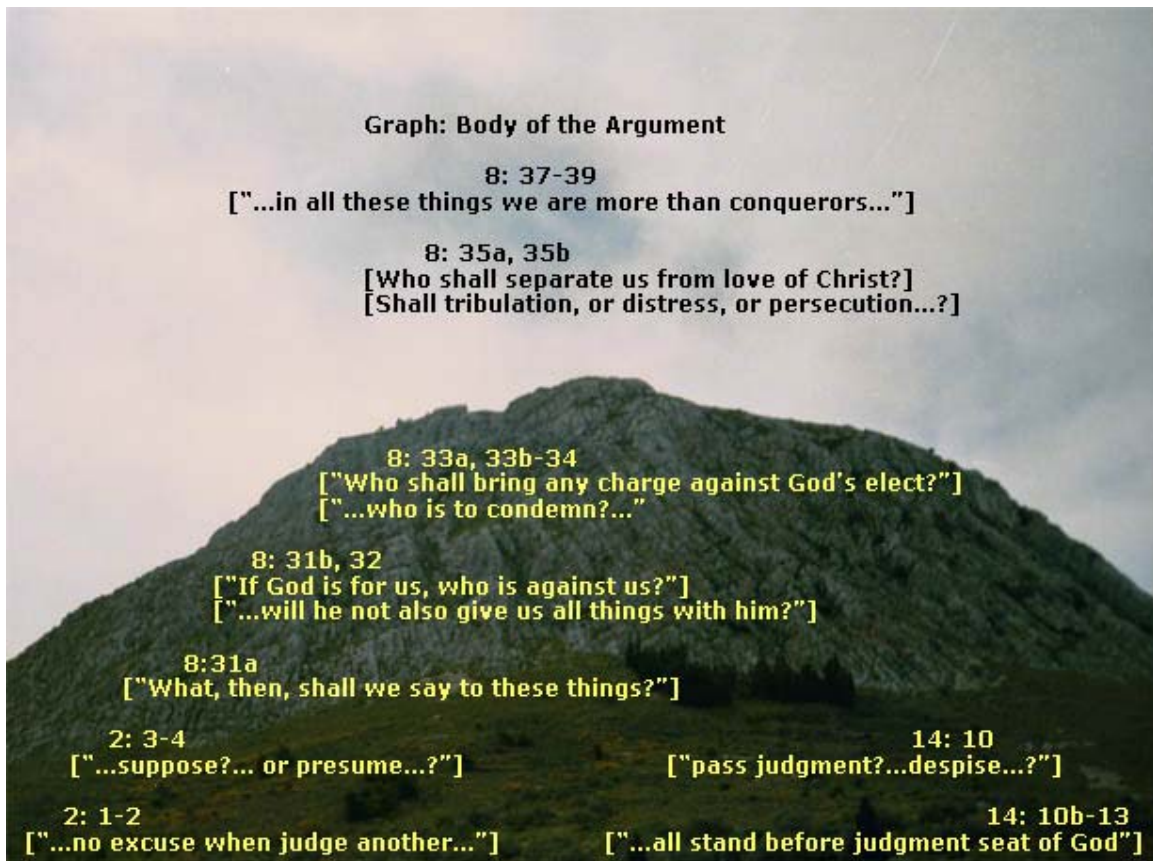 Graph: Body of the Argument
8: 37-39
["...in all these things we are more than conquerors..."]
8: 35a, 35b
[Who shall separate us from love of Christ?]
[Shall tribulation, or distress, or persecution...?]
8: 33a, 33b-34
["Who shall bring any charge against God's elect?"]
["...who is to condemn?..."
8: 31b, 32
["If God is for us, who is against us?"]
["...will he not also give us all things with him?"]
8:31a
["What, then, shall we say to these things?"]
2: 3-4
["...suppose?... or presume...?"]
14: 10
["pass judgment?...despise...?"]
2: 1-2
["...no excuse when judge another..."]
14: 10b-13
["...all stand before judgment seat of God"]